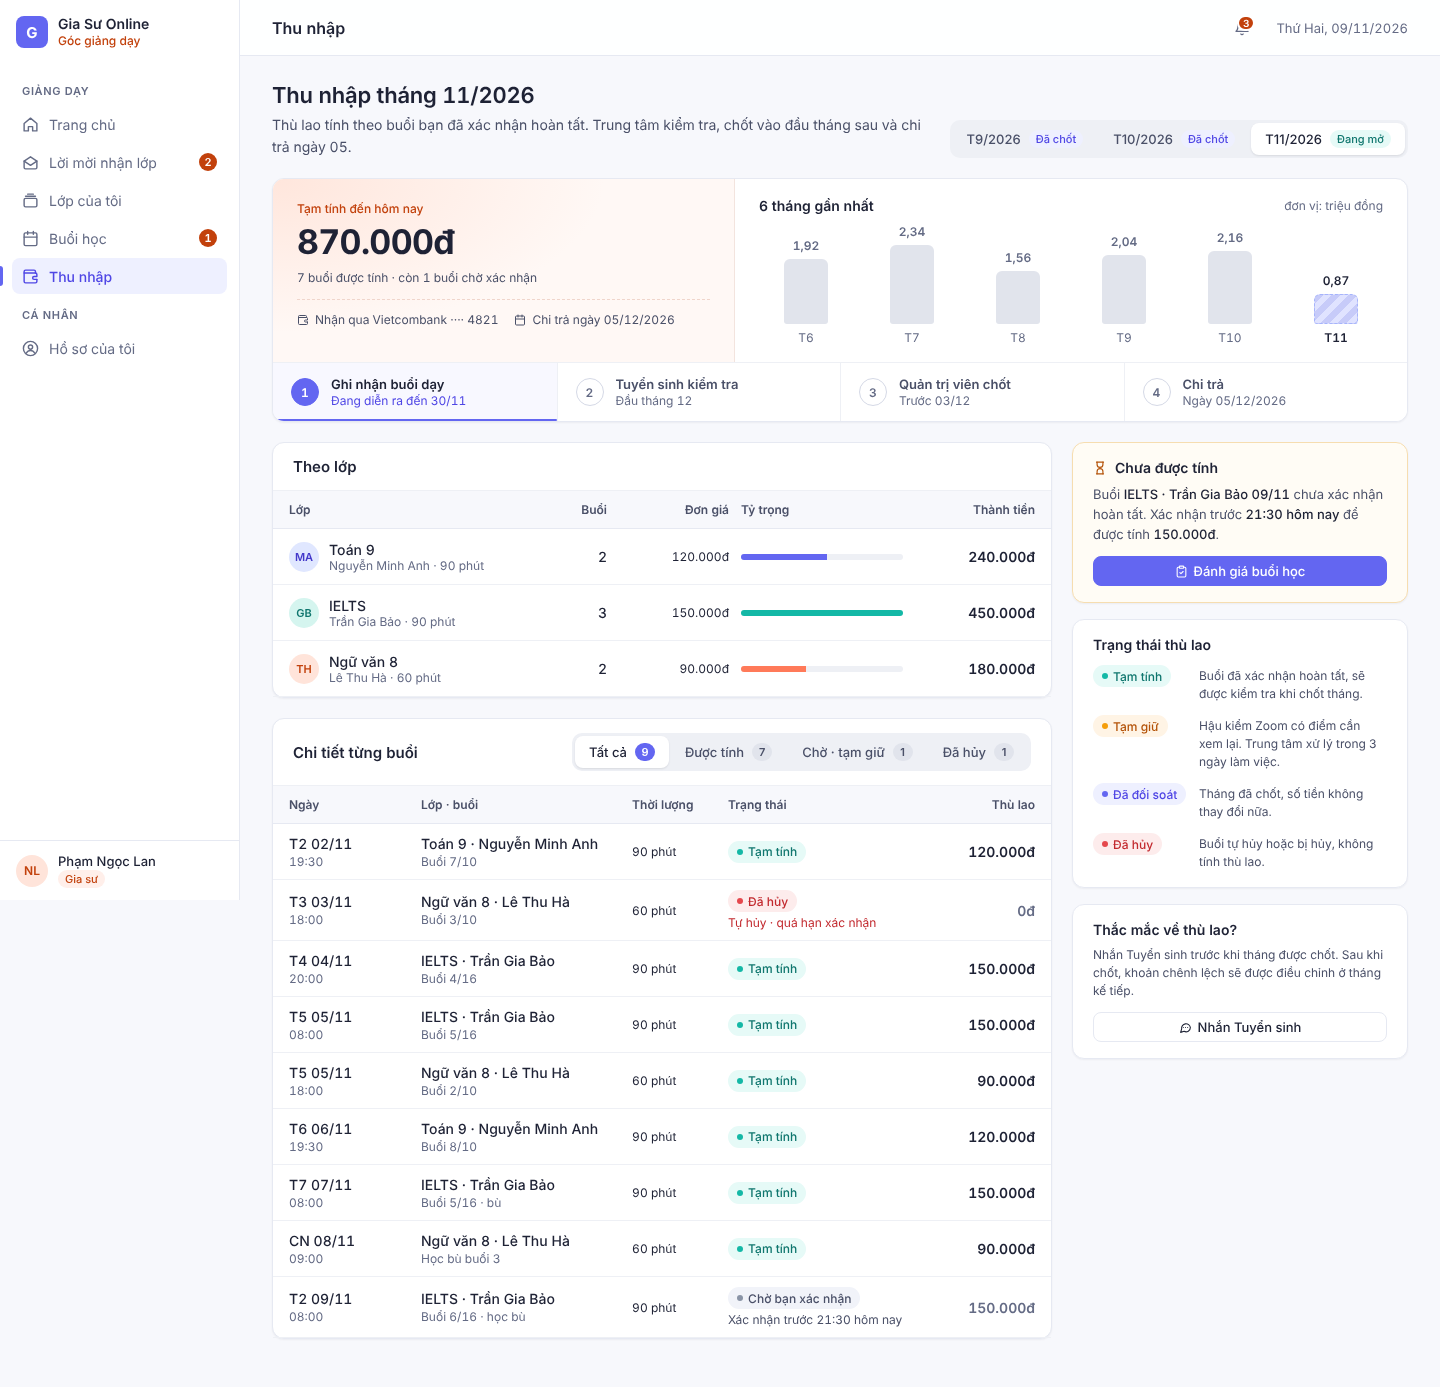 G
Gia Sư Online
Góc giảng dạy
GIẢNG DẠY
Trang chủ
Lời mời nhận lớp 2
Lớp của tôi
Buổi học 1
Thu nhập
CÁ NHÂN
Hồ sơ của tôi
NL
Phạm Ngọc Lan
Gia sư
Thu nhập
3
Thứ Hai, 09/11/2026
Thu nhập tháng 11/2026
Thù lao tính theo buổi bạn đã xác nhận hoàn tất. Trung tâm kiểm tra, chốt vào đầu tháng sau và chi
trả ngày 05.
T9/2026 Đã chốt T10/2026 Đã chốt T11/2026 Đang mở
Tạm tính đến hôm nay
870.000đ
7 buổi được tính · còn 1 buổi chờ xác nhận
Nhận qua Vietcombank ···· 4821 Chi trả ngày 05/12/2026
6 tháng gần nhất
đơn vị: triệu đồng
1,92 2,34 1,56 2,04 2,16 0,87
T6 T7 T8 T9 T10 T11
1 Ghi nhận buổi dạy
Đang diễn ra đến 30/11
2 Tuyển sinh kiểm tra
Đầu tháng 12
3 Quản trị viên chốt
Trước 03/12
4 Chi trả
Ngày 05/12/2026
Theo lớp
Lớp Buổi Đơn giá Tỷ trọng Thành tiền
MA Toán 9 2 120.000đ 240.000đ
Nguyễn Minh Anh · 90 phút
GB IELTS 3 150.000đ 450.000đ
Trần Gia Bảo · 90 phút
TH Ngữ văn 8 2 90.000đ 180.000đ
Lê Thu Hà · 60 phút
Chi tiết từng buổi
Tất cả 9 Được tính 7 Chờ · tạm giữ 1 Đã hủy 1
Ngày Lớp · buổi Thời lượng Trạng thái Thù lao
T2 02/11 Toán 9 · Nguyễn Minh Anh 90 phút Tạm tính 120.000đ
19:30 Buổi 7/10
T3 03/11 Ngữ văn 8 · Lê Thu Hà 60 phút Đã hủy 0đ
18:00 Buổi 3/10 Tự hủy · quá hạn xác nhận
T4 04/11 IELTS · Trần Gia Bảo 90 phút Tạm tính 150.000đ
20:00 Buổi 4/16
T5 05/11 IELTS · Trần Gia Bảo 90 phút Tạm tính 150.000đ
08:00 Buổi 5/16
T5 05/11 Ngữ văn 8 · Lê Thu Hà 60 phút Tạm tính 90.000đ
18:00 Buổi 2/10
T6 06/11 Toán 9 · Nguyễn Minh Anh 90 phút Tạm tính 120.000đ
19:30 Buổi 8/10
T7 07/11 IELTS · Trần Gia Bảo 90 phút Tạm tính 150.000đ
08:00 Buổi 5/16 · bù
CN 08/11 Ngữ văn 8 · Lê Thu Hà 60 phút Tạm tính 90.000đ
09:00 Học bù buổi 3
T2 09/11 IELTS · Trần Gia Bảo 90 phút Chờ bạn xác nhận 150.000đ
08:00 Buổi 6/16 · học bù Xác nhận trước 21:30 hôm nay
Chưa được tính
Buổi IELTS · Trần Gia Bảo 09/11 chưa xác nhận
hoàn tất. Xác nhận trước 21:30 hôm nay để
được tính 150.000đ.
Đánh giá buổi học
Trạng thái thù lao
Tạm tính Buổi đã xác nhận hoàn tất, sẽ
được kiểm tra khi chốt tháng.
Tạm giữ Hậu kiểm Zoom có điểm cần
xem lại. Trung tâm xử lý trong 3
ngày làm việc.
Đã đối soát Tháng đã chốt, số tiền không
thay đổi nữa.
Đã hủy Buổi tự hủy hoặc bị hủy, không
tính thù lao.
Thắc mắc về thù lao?
Nhắn Tuyển sinh trước khi tháng được chốt. Sau khi
chốt, khoản chênh lệch sẽ được điều chỉnh ở tháng
kế tiếp.
Nhắn Tuyển sinh